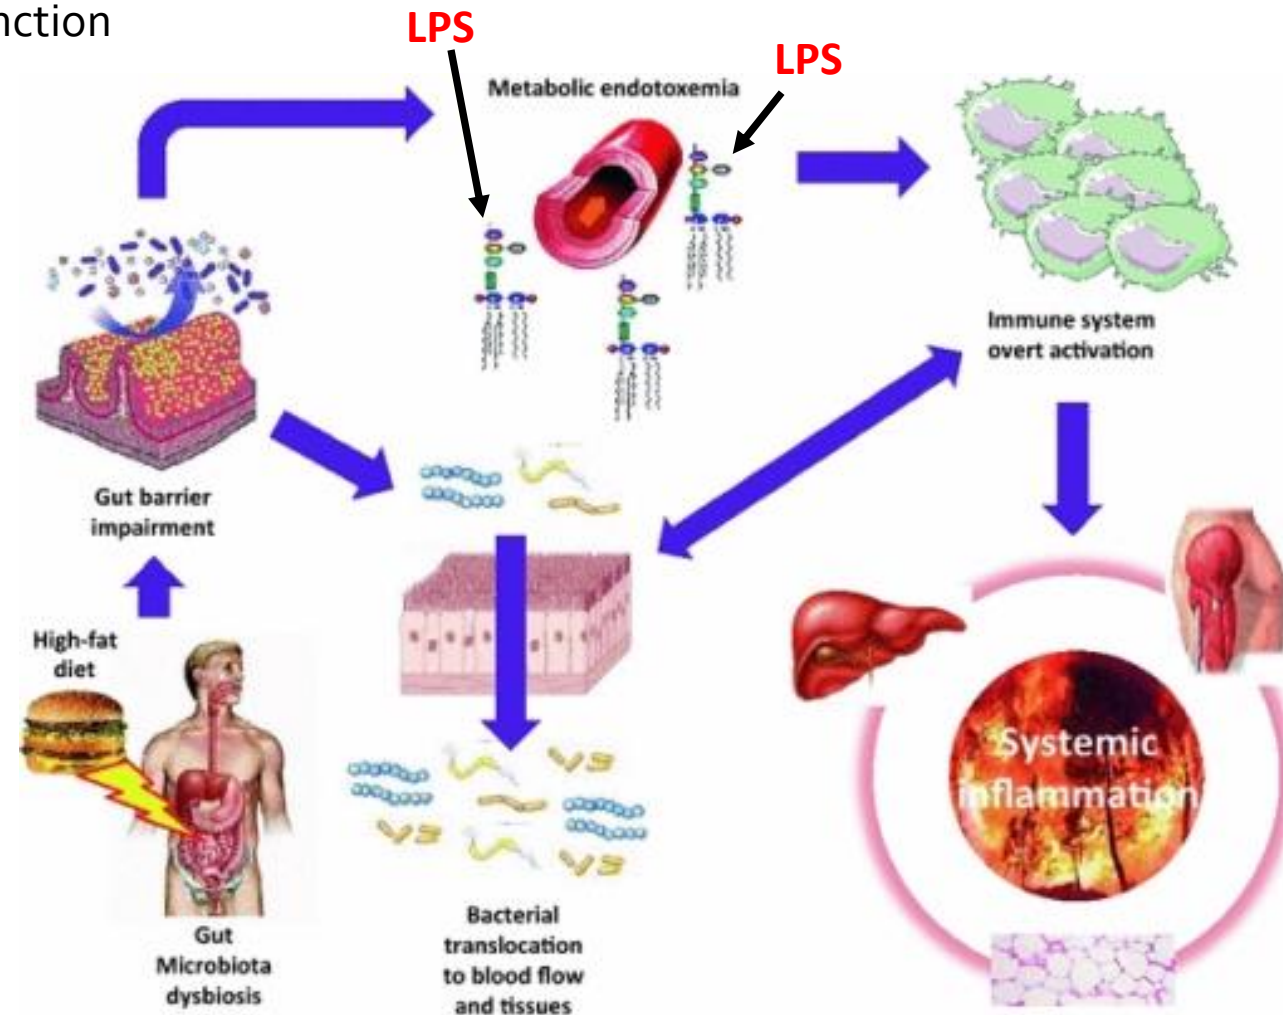 nction
LPS
LPS
Metabolic endotoxemia
Immune system
overt activation
Gut barrier
impairment
High-fat
diet
Systemic
inflammation
Gut
Microbiota
dysbiosis
Bacterial
translocation
to blood flow
and tissues